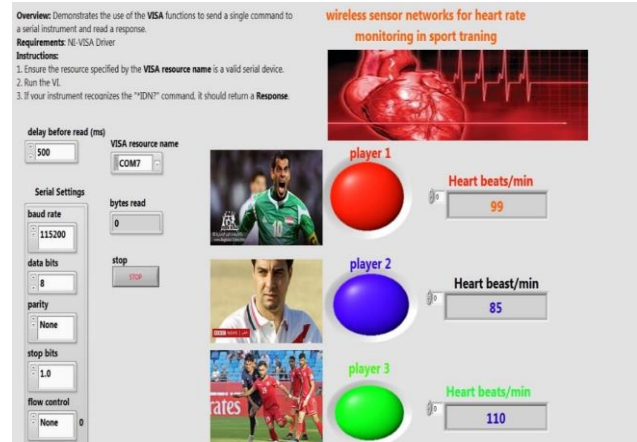 Overview: Demonstrates the use of the VISA functions to send a single command to
a serial instrument and read a response.
Requirements: NI-VISA Driver
Instructions:
1. Ensure the resource specified by the VISA resource name is a valid serial device.
2. Run the VI.
3. If your instrument recognizes the "*IDN?" command, it should return a Response.
wireless sensor networks for heart rate
monitoring in sport traning
delay before read (ms)
500
VISA resource name
COM7
Serial Settings
baud rate
115200
bytes read
0
data bits
8
stop
STOP
parity
None
stop bits
1.0
flow control
None
0
player 1
10
Heart beats/min
0
99
player 2
BBC
Heart beast/min
0
85
player 3
rates
Heart beats/min
0
110